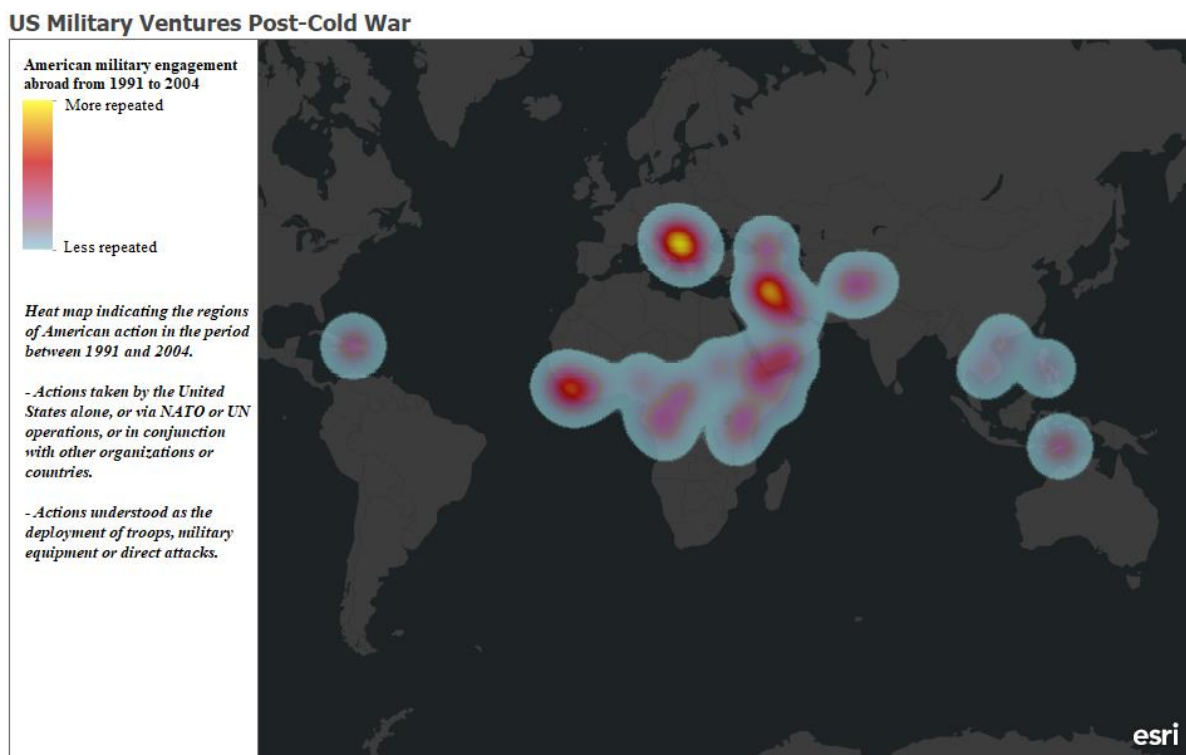 US Military Ventures Post-Cold War
American military engagement
abroad from 1991 to 2004
More repeated
Less repeated
Heat map indicating the regions
of American action in the period
between 1991 and 2004.
- Actions taken by the United
States alone, or via NATO or UN
operations, or in conjunction
with other organizations or
countries.
- Actions understood as the
deployment of troops, military
equipment or direct attacks.
esri